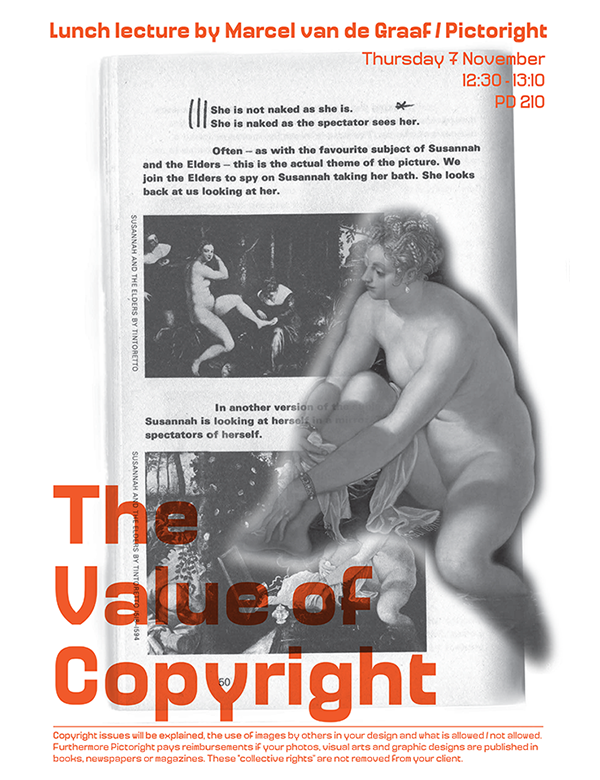 Lunch lecture by Marcel van de Graaf / Pictoright
Thursday 7 November
12:30 - 13:10
PD 210
She is not naked as she is.
She is naked as the spectator sees her.
Often – as with the favourite subject of Susannah
and the Elders – this is the actual theme of the picture. We
join the Elders to spy on Susannah taking her bath. She looks
back at us looking at her.
SUSANNAH AND THE ELDERS BY TINTORETTO
In another version of the
Susannah is looking at herself in a mirror
spectators of herself.
SUSANNAH AND THE ELDERS BY TINTORETTO 1594
The
Value of
Copyright
50
Copyright issues will be explained, the use of images by others in your design and what is allowed / not allowed.
Furthermore Pictoright pays reimbursements if your photos, visual arts and graphic designs are published in
books, newspapers or magazines. These "collective rights" are not removed from your client.